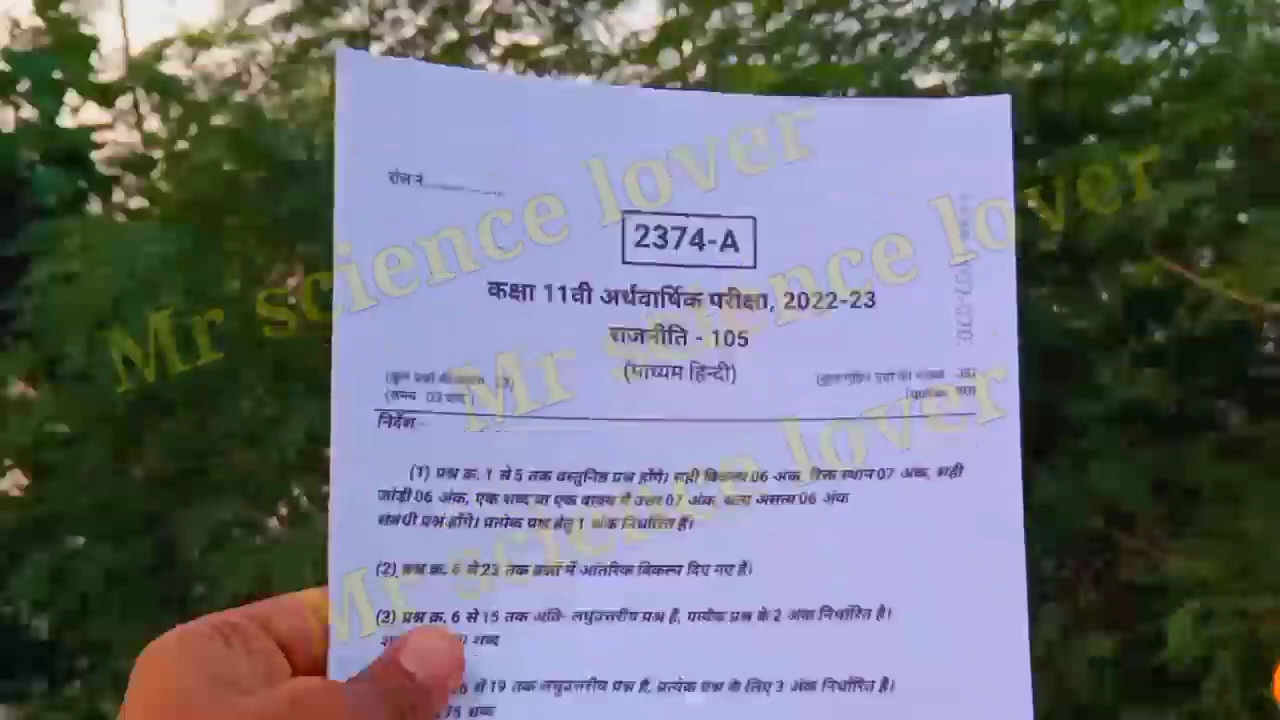 रोल नं.
2374-A
कक्षा 11वी अर्धवार्षिक परीक्षा, 2022-23
राजनीति - 105
(माध्यम हिन्दी)
निर्देश -
(1) प्रश्न क्र. 1 से 5 तक वस्तुनिष्ठ प्रश्न होंगे। सही विकल्प 06 अंक, रिक्त स्थान 07 अंक, सही
जोडी 06 अंक, एक शब्द या एक वाक्य में उत्तर 07 अंक, सत्य असत्य 06 अंक
संबंधी प्रश्न होंगे। प्रत्येक प्रश्न हेतु 1 अंक निर्धारित है।
(2) प्रश्न क्र. 6 से 23 तक प्रश्नों में आंतरिक विकल्प दिए गए है।
(3) प्रश्न क्र. 6 से 15 तक अति- लघुउत्तरीय प्रश्न है, प्रत्येक प्रश्न के 2 अंक निर्धारित है।
शब्द
से 19 तक लघुउत्तरीय प्रश्न है, प्रत्येक प्रश्न के लिए 3 अंक निर्धारित है।
75 शब्द
Mr science lover
Mr science lover
Mr science lover